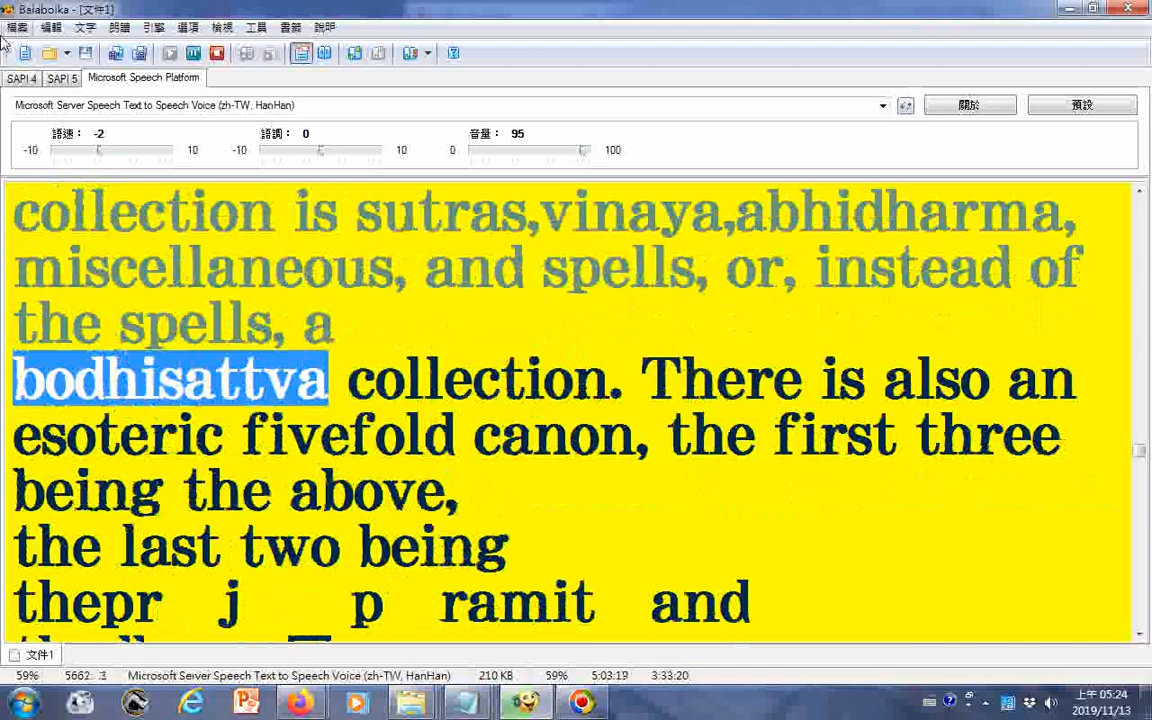 Balabolka - [文件1]
檔案 編輯 文字 朗讀 引擎 選項 檢視 工具 書籤 說明
SAPI 4 SAPI 5 Microsoft Speech Platform
Microsoft Server Speech Text to Speech Voice (zh-TW, HanHan) 關於 預設
語速： -2 語調： 0 音量： 95
-10 10 -10 10 0 100
collection is sutras,vinaya,abhidharma,
miscellaneous, and spells, or, instead of
the spells, a
bodhisattva collection. There is also an
esoteric fivefold canon, the first three
being the above,
the last two being
thepr j p ramit and
文件1
59% 5662: 1 Microsoft Server Speech Text to Speech Voice (zh-TW, HanHan) 210 KB 59% 5:03:19 3:33:20
上午 05:24
2019/11/13